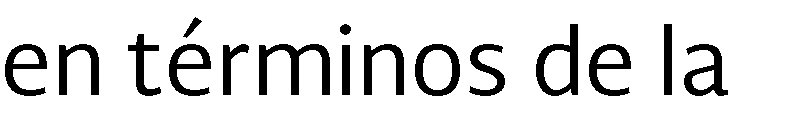 en términos de la